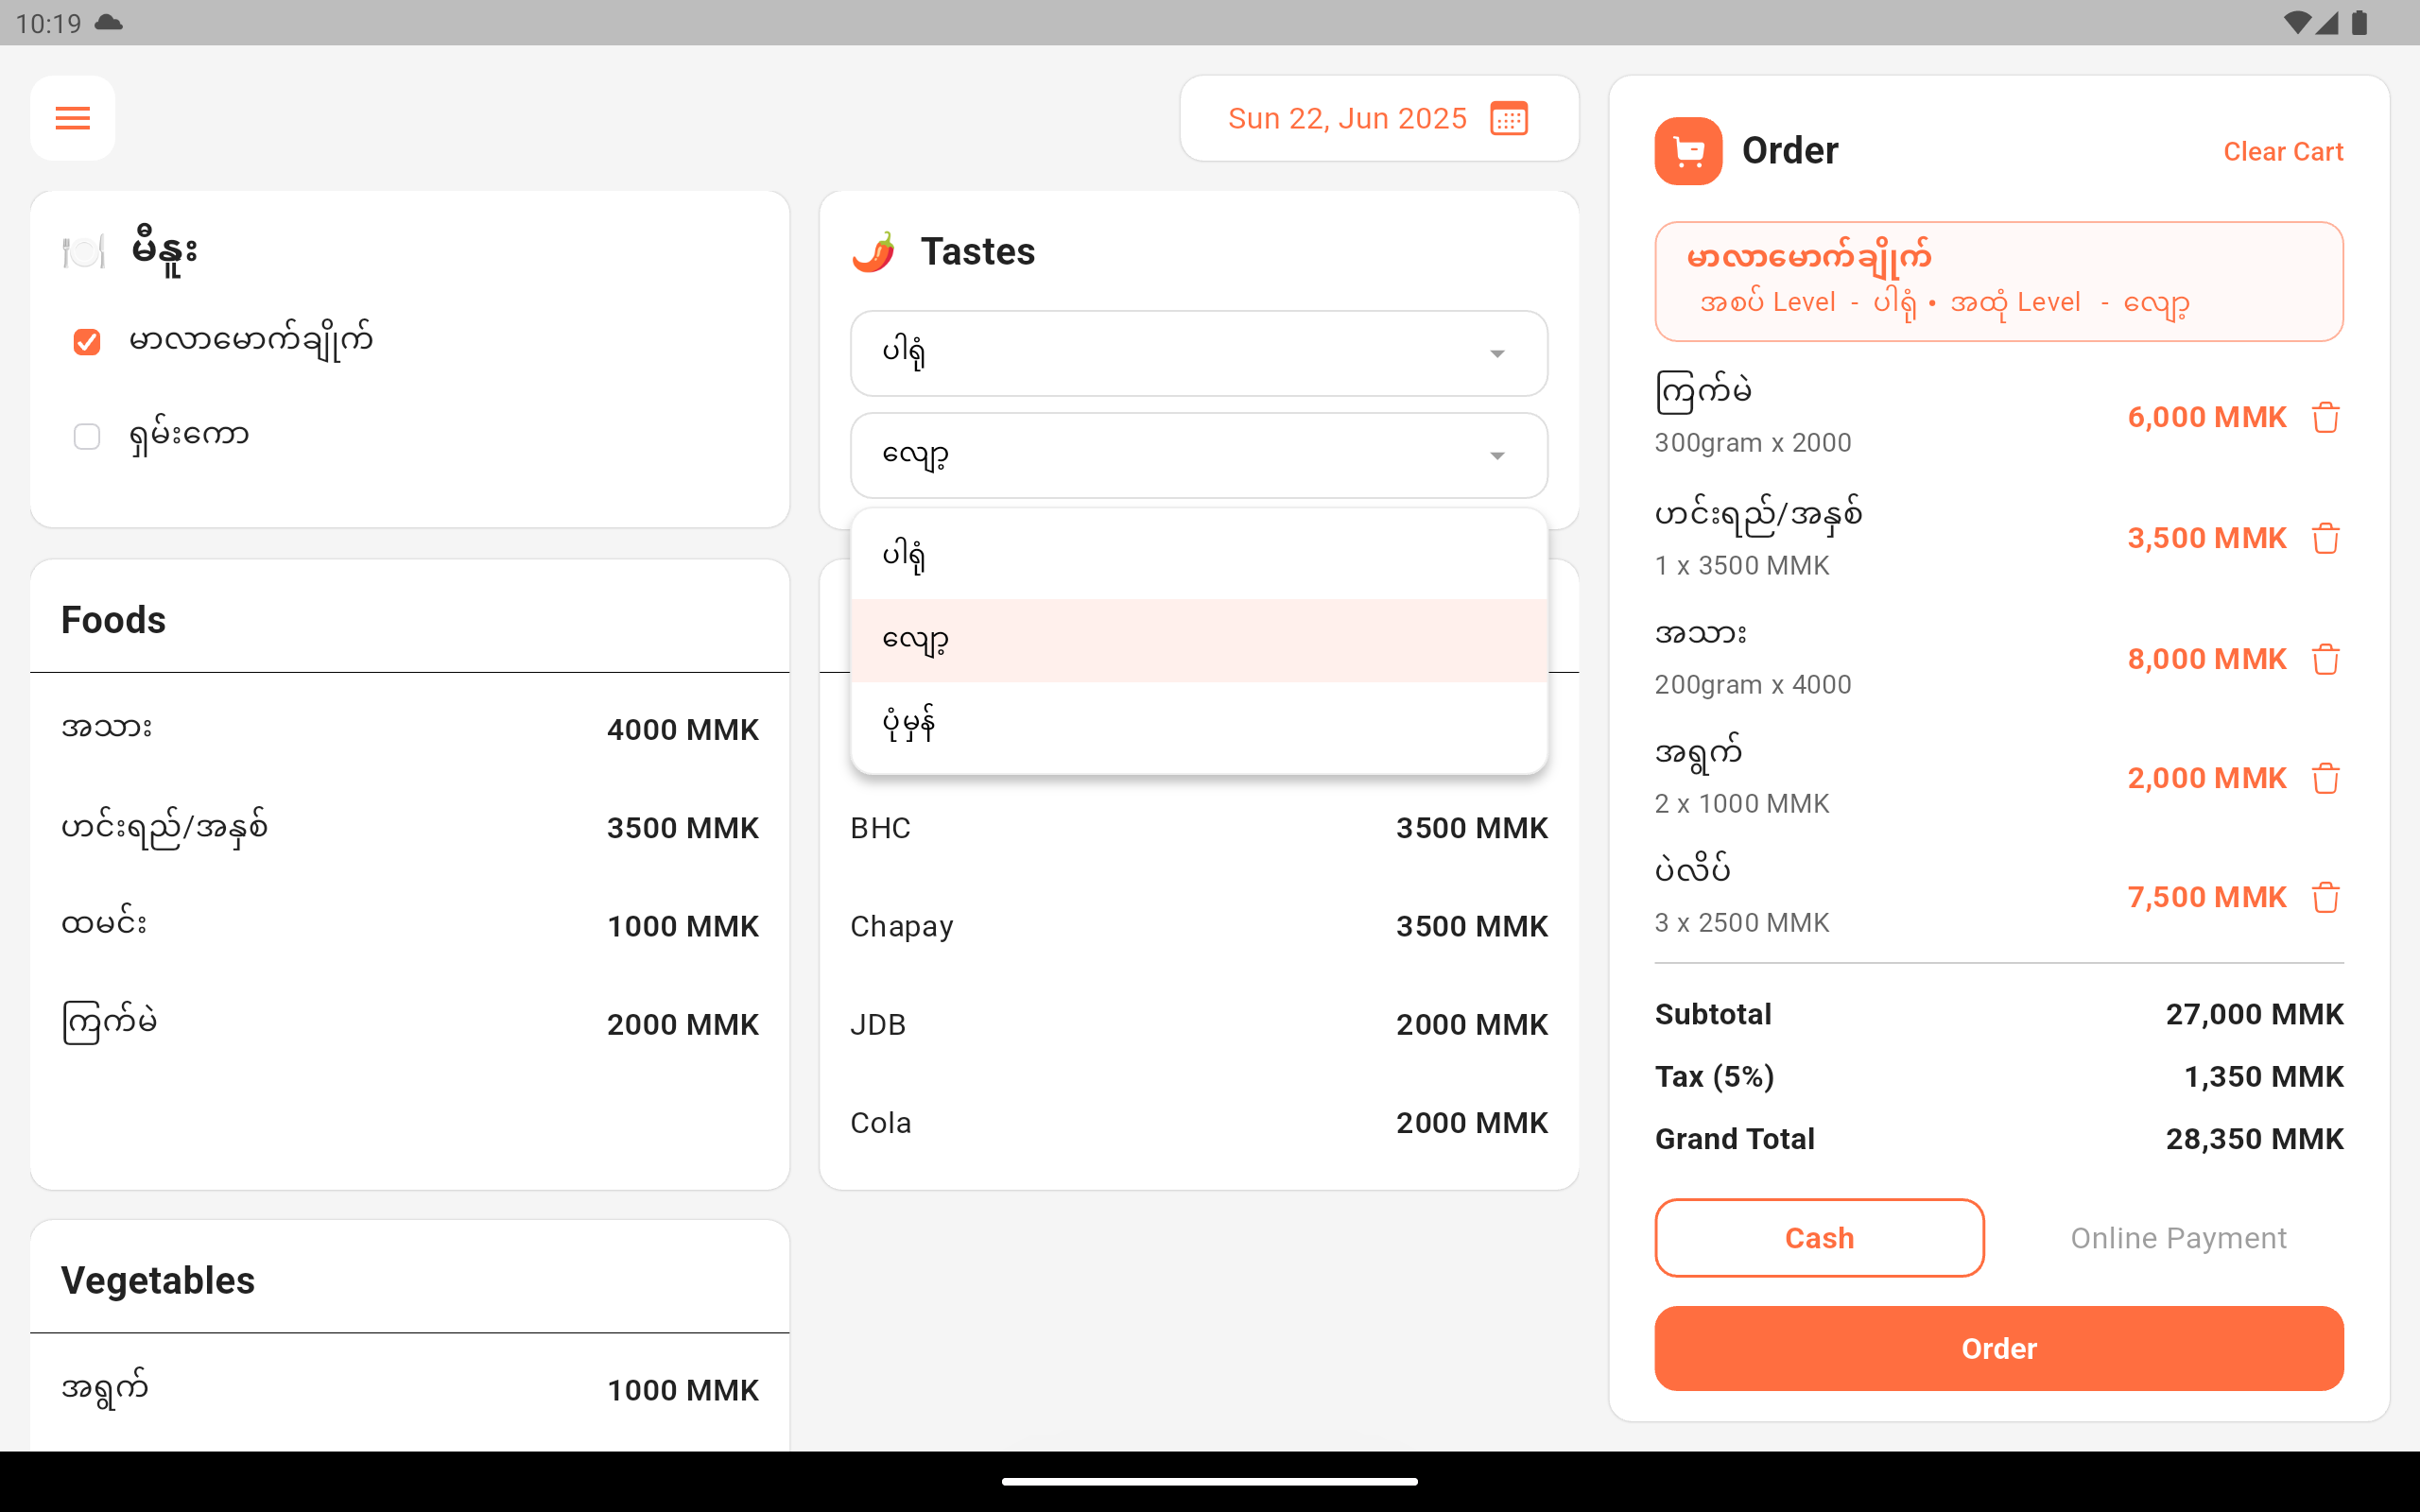 10:19
Sun 22, Jun 2025
မီနူး
မာလာမောက်ချိုက်
ရှမ်းကော
Tastes
ပါရုံ
လျော့
ပါရုံ
လျော့
ပုံမှန်
Foods
အသား 4000 MMK
ဟင်းရည်/အနှစ် 3500 MMK
ထမင်း 1000 MMK
ကြက်မဲ 2000 MMK
BHC 3500 MMK
Chapay 3500 MMK
JDB 2000 MMK
Cola 2000 MMK
Vegetables
အရွက် 1000 MMK
Order
Clear Cart
မာလာမောက်ချိုက်
အစပ် Level - ပါရုံ • အထုံ Level - လျော့
ကြက်မဲ
300gram x 2000
6,000 MMK
ဟင်းရည်/အနှစ်
1 x 3500 MMK
3,500 MMK
အသား
200gram x 4000
8,000 MMK
အရွက်
2 x 1000 MMK
2,000 MMK
ပဲလိပ်
3 x 2500 MMK
7,500 MMK
Subtotal 27,000 MMK
Tax (5%) 1,350 MMK
Grand Total 28,350 MMK
Cash
Online Payment
Order